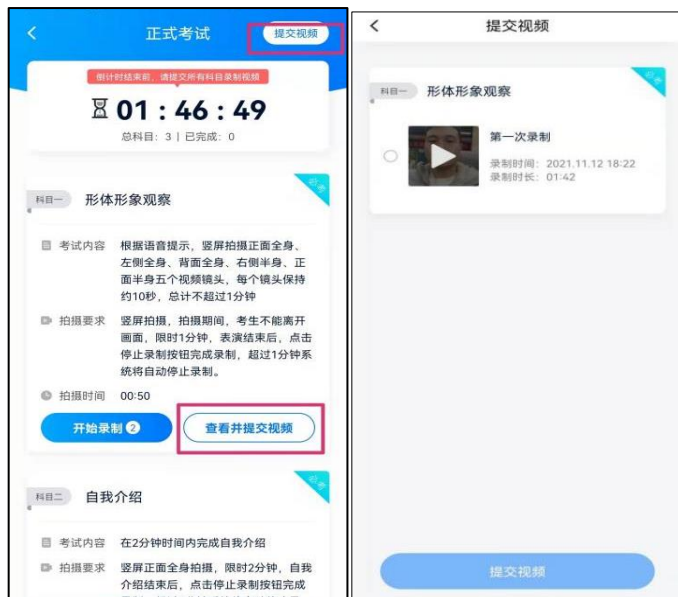 正式考试
提交视频
倒计时结束前，请提交所有科目录制视频
01：46：49
总科目：3 | 已完成：0
必考
科目一
形体形象观察
考试内容
根据语音提示，竖屏拍摄正面全身、
左侧全身、背面全身、右侧半身、正
面半身五个视频镜头，每个镜头保持
约10秒，总计不超过1分钟
拍摄要求
竖屏拍摄，拍摄期间，考生不能离开
画面，限时1分钟，表演结束后，点击
停止录制按钮完成录制，超过1分钟系
统将自动停止录制。
拍摄时间
00:50
开始录制 2
查看并提交视频
必考
科目二
自我介绍
考试内容
在2分钟时间内完成自我介绍
拍摄要求
竖屏正面全身拍摄，限时2分钟，自我
介绍结束后，点击停止录制按钮完成
提交视频
必考
科目一
形体形象观察
第一次录制
录制时间：2021.11.12 18:22
录制时长：01:42
提交视频